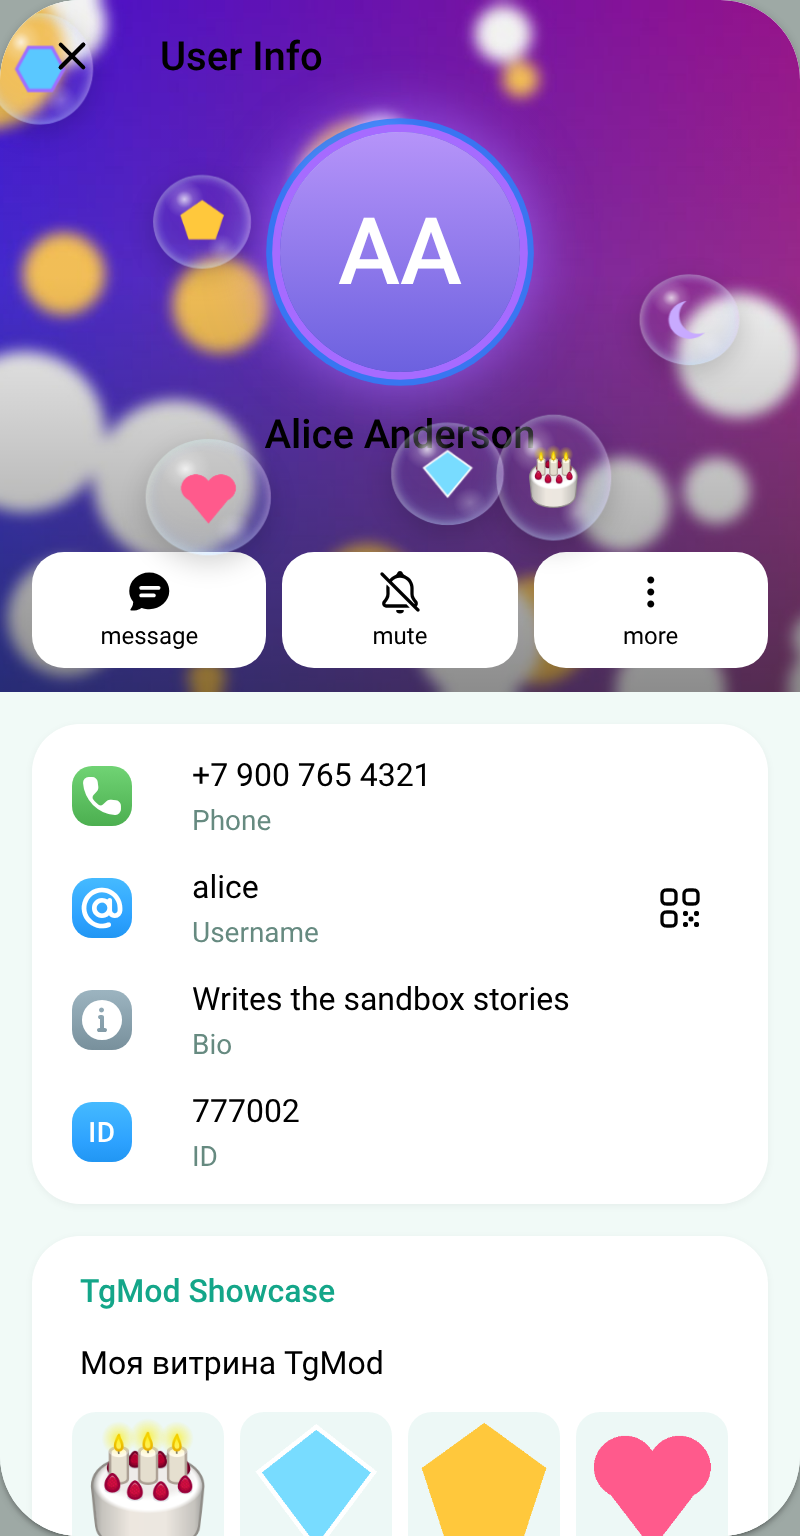 User Info
AA
Alice Anderson
message
mute
more
+7 900 765 4321
Phone
alice
Username
Writes the sandbox stories
Bio
ID
777002
ID
TgMod Showcase
Моя витрина TgMod